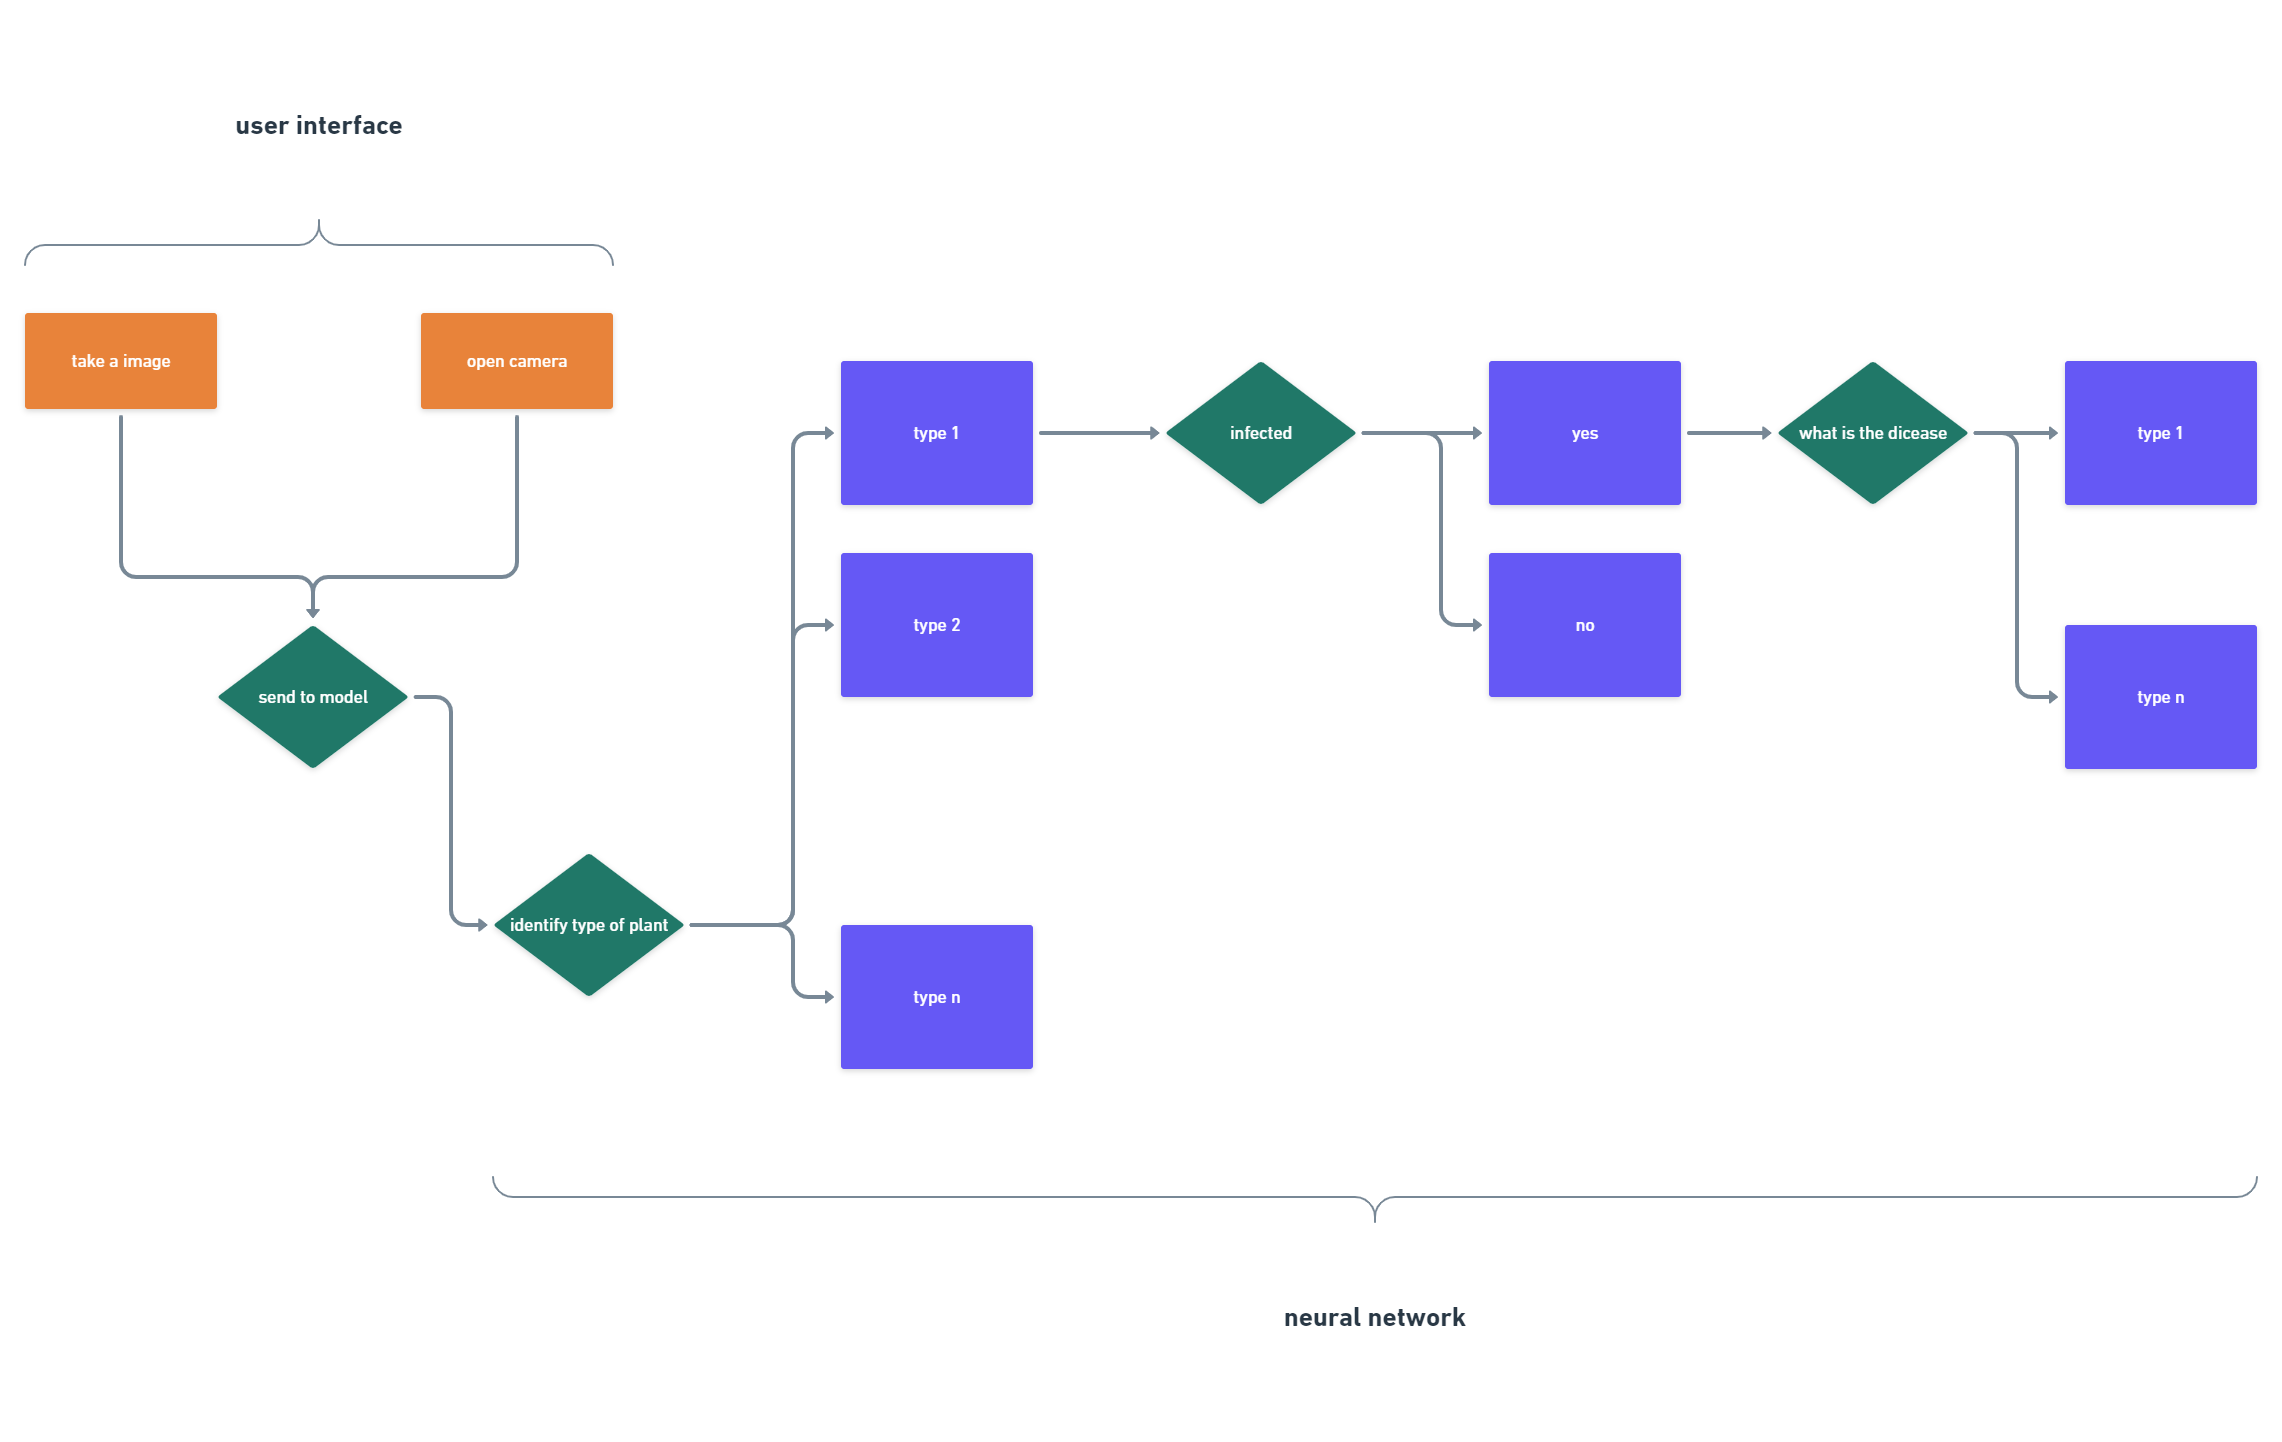 user interface
take a image
open camera
send to model
identify type of plant
type 1
type 2
type n
infected
yes
no
what is the dicease
type 1
type n
neural network